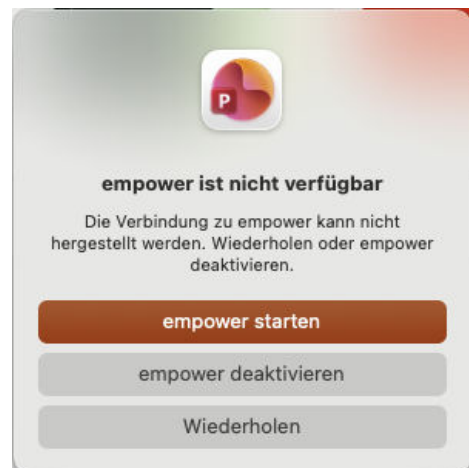 P
empower ist nicht verfügbar
Die Verbindung zu empower kann nicht
hergestellt werden. Wiederholen oder empower
deaktivieren.
empower starten
empower deaktivieren
Wiederholen